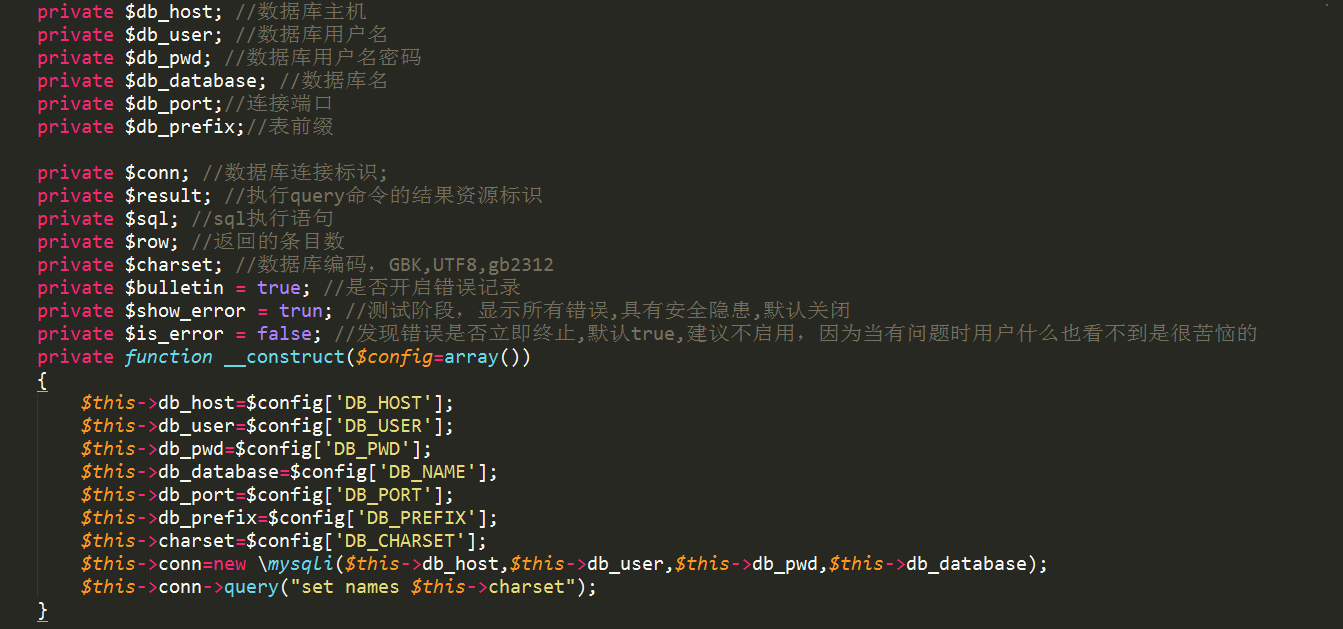 private $db_host; //数据库主机
private $db_user; //数据库用户名
private $db_pwd; //数据库用户名密码
private $db_database; //数据库名
private $db_port;//连接端口
private $db_prefix;//表前缀
private $conn; //数据库连接标识;
private $result; //执行query命令的结果资源标识
private $sql; //sql执行语句
private $row; //返回的条目数
private $charset; //数据库编码，GBK,UTF8,gb2312
private $bulletin = true; //是否开启错误记录
private $show_error = trun; //测试阶段，显示所有错误,具有安全隐患,默认关闭
private $is_error = false; //发现错误是否立即终止,默认true,建议不启用，因为当有问题时用户什么也看不到是很苦恼的
private function __construct($config=array())
{
$this->db_host=$config['DB_HOST'];
$this->db_user=$config['DB_USER'];
$this->db_pwd=$config['DB_PWD'];
$this->db_database=$config['DB_NAME'];
$this->db_port=$config['DB_PORT'];
$this->db_prefix=$config['DB_PREFIX'];
$this->charset=$config['DB_CHARSET'];
$this->conn=new \mysqli($this->db_host,$this->db_user,$this->db_pwd,$this->db_database);
$this->conn->query("set names $this->charset");
}